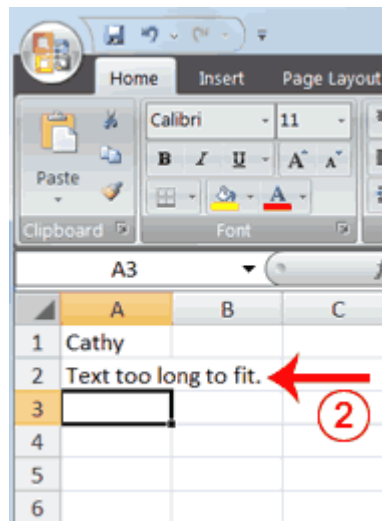 Home Insert Page Layout
Calibri 11
B I U A A
Paste A
Clipboard Font
A3
A B C
1 Cathy
2 Text too long to fit.
3 2
4
5
6